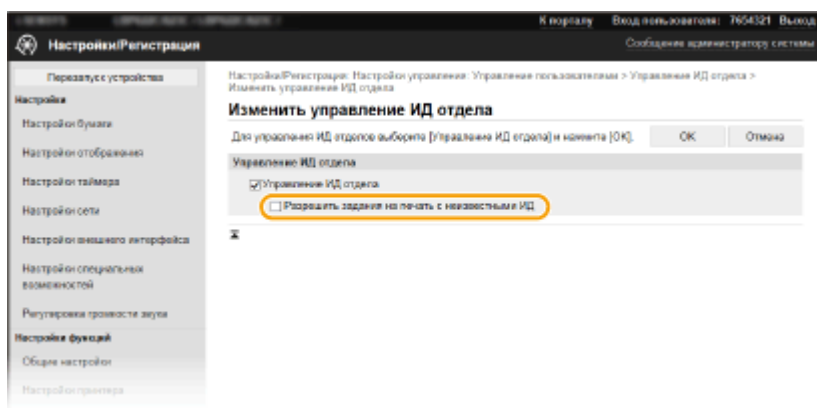 К порталу Вход пользователя: 7654321 Выход
Настройки/Регистрация
Сообщение администратору системы
Перезапуск устройства
Настройка
Настройки бумаги
Настройки отображения
Настройки таймера
Настройки сети
Настройки внешнего интерфейса
Настройки специальных
возможностей
Регулировка громкости звука
Настройки функций
Общие настройки
Настройки принтера
Настройки/Регистрация: Настройки управления: Управление пользователями > Управление ИД отдела >
Изменить управление ИД отдела
Изменить управление ИД отдела
Для управления ИД отделов выберите [Управление ИД отдела] и нажмите [OK].
OK Отмена
Управление ИД отдела
Управление ИД отдела
Разрешить задания на печать с неизвестными ИД